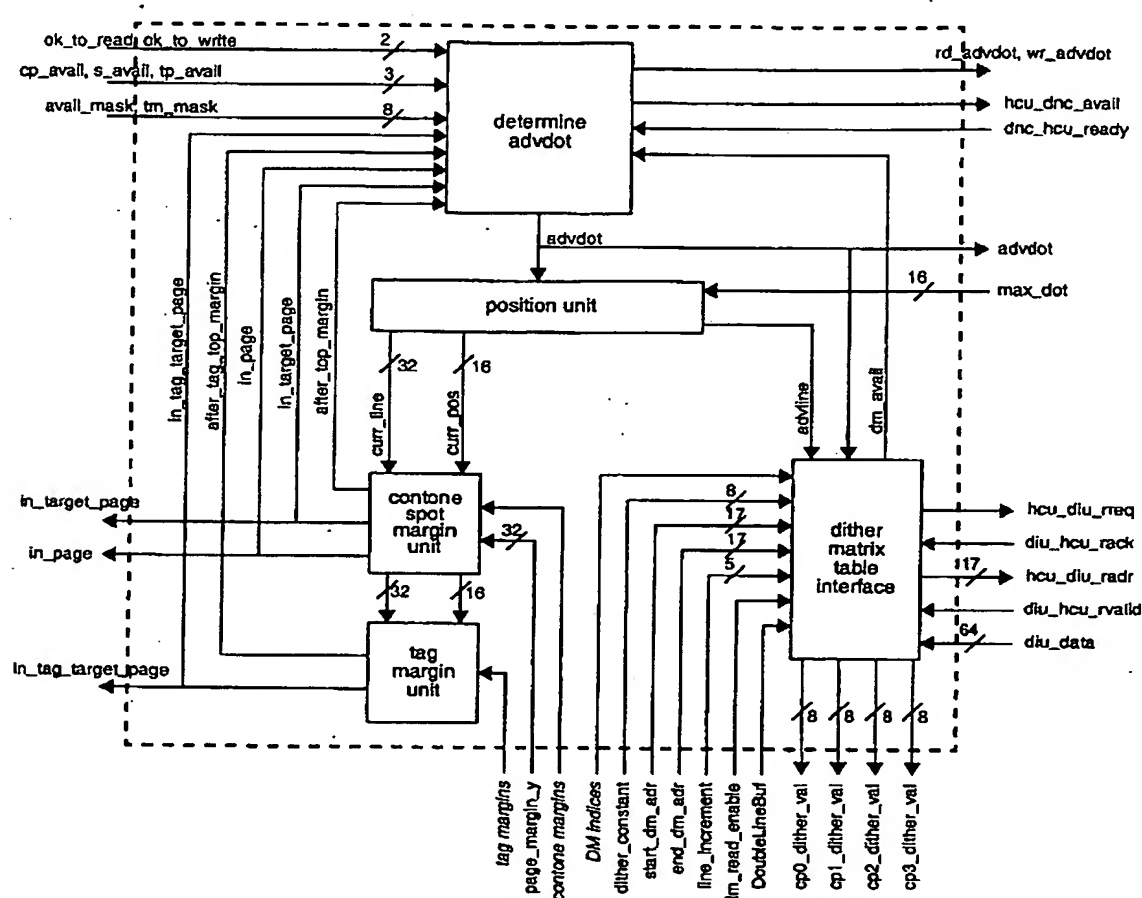 ok_to_read, ok_to_write
2
cp_avail, s_avail, tp_avail
3
avail_mask, tm_mask
8
determine
advdot
rd_advdot, wr_advdot
hcu_dnc_avail
dnc_hcu_ready
advdot
advdot
16
max_dot
position unit
in_tag_target_page
after_tag_top_margin
in_page
in_target_page
after_top_margin
32
16
curr_line
curr_pos
advline
dm_avail
in_target_page
in_page
contone
spot
margin
unit
32
32
16
in_tag_target_page
tag
margin
unit
8
17
17
5
dither
matrix
table
interface
hcu_diu_rreq
diu_hcu_rack
17
hcu_diu_radr
diu_hcu_rvalid
64
diu_data
8
8
8
8
tag margins
page_margin_y
contone margins
DM indices
dither_constant
start_dm_adr
end_dm_adr
line_increment
lm_read_enable
DoubleLineBuf
cp0_dither_val
cp1_dither_val
cp2_dither_val
cp3_dither_val